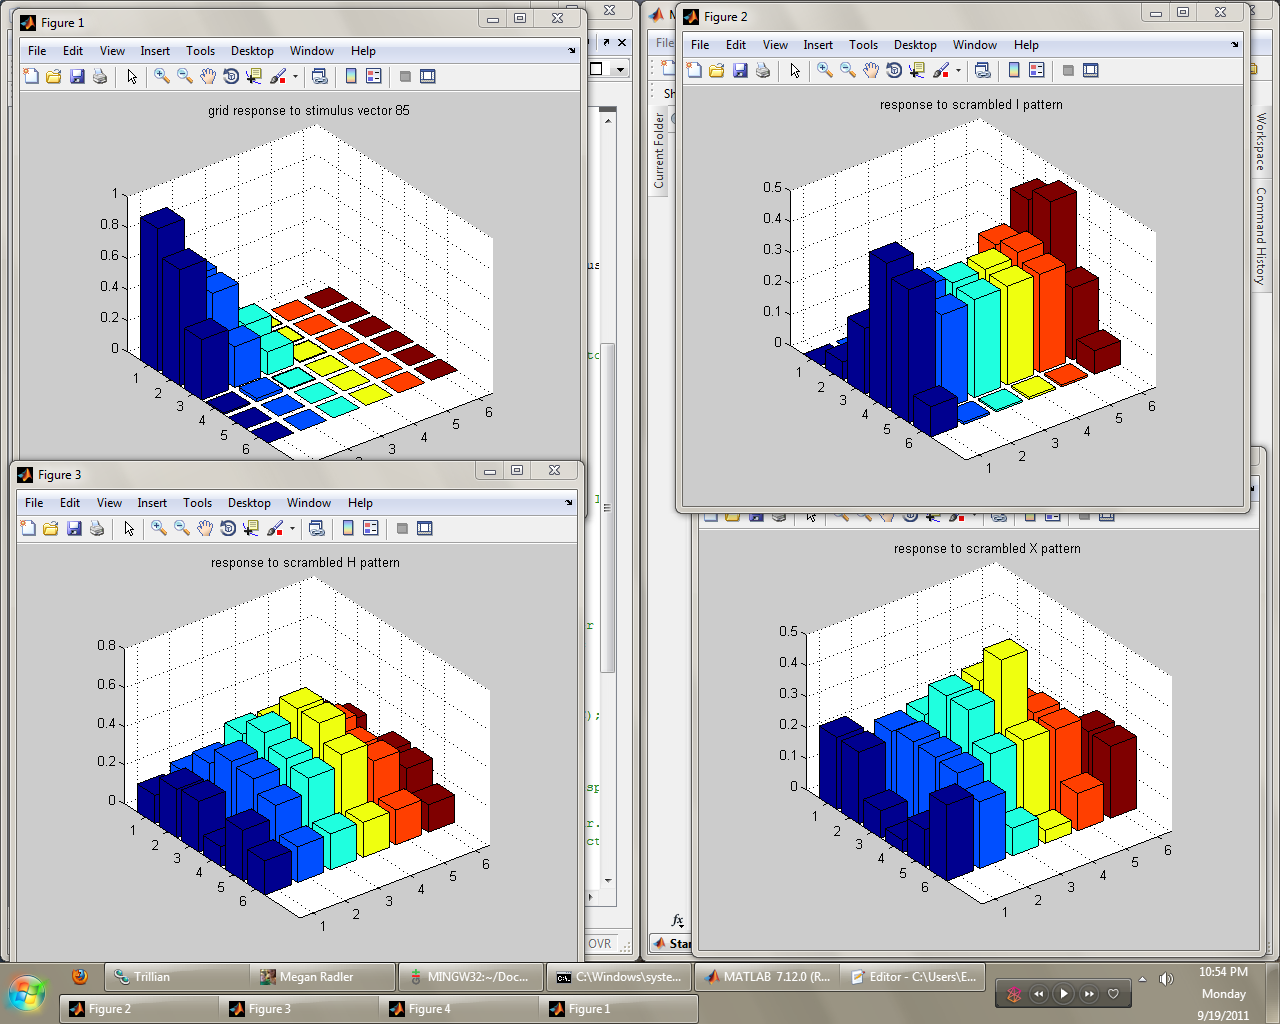 Figure 1
File Edit View Insert Tools Desktop Window Help
grid response to stimulus vector 85
1
0.8
0.6
0.4
0.2
0
1 2 3 4 5 6
3 4 5 6
Figure 2
File Edit View Insert Tools Desktop Window Help
response to scrambled I pattern
0.5
0.4
0.3
0.2
0.1
0
1 2 3 4 5 6
1 2 3 4 5 6
Current Folder
Workspace
Command History
Figure 3
File Edit View Insert Tools Desktop Window Help
response to scrambled H pattern
0.8
0.6
0.4
0.2
0
1 2 3 4 5 6
1 2 3 4 5 6
response to scrambled X pattern
0.5
0.4
0.3
0.2
0.1
0
1 2 3 4 5 6
1 2 3 4 5 6
fx
Star
OVR
Trillian
Megan Radler
MINGW32:~/Doc...
C:\Windows\syste...
MATLAB 7.12.0 (R...
Editor - C:\Users\E...
Figure 2
Figure 3
Figure 4
Figure 1
10:54 PM
Monday
9/19/2011